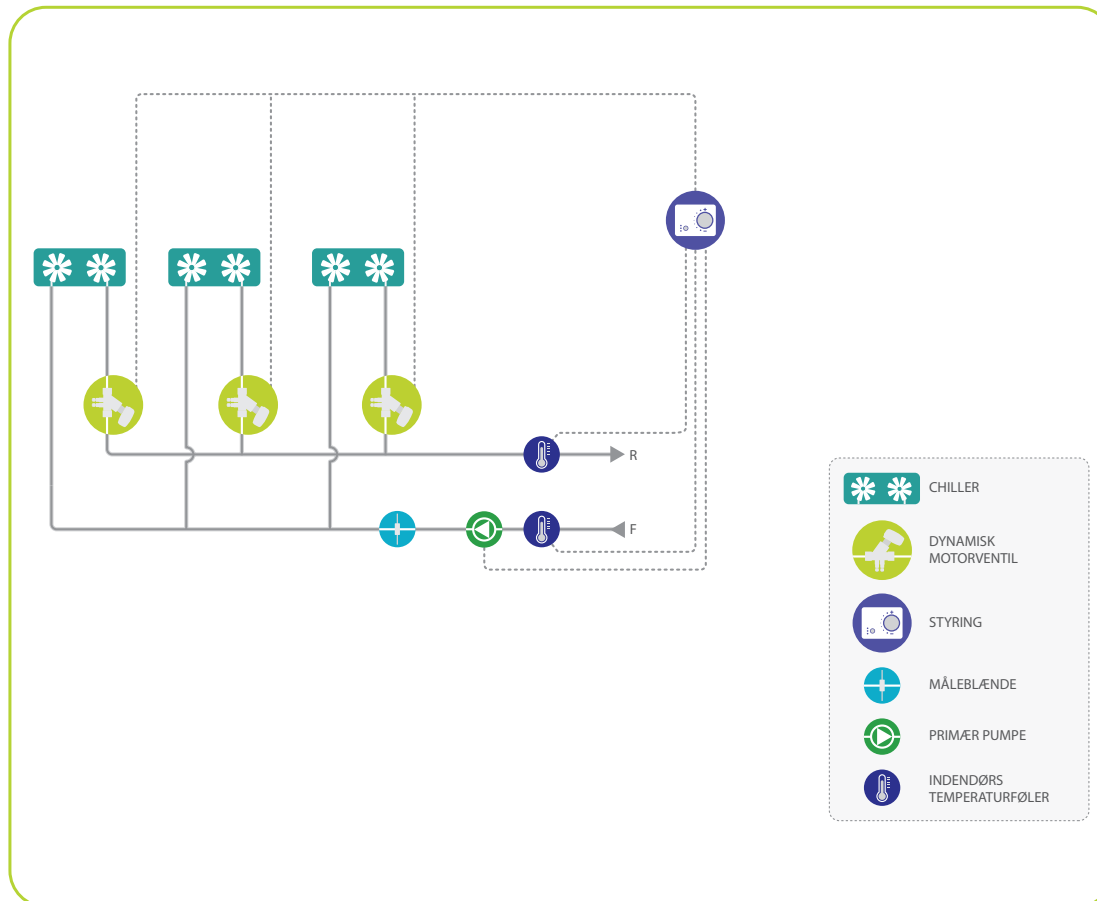 R
F
CHILLER
DYNAMISK
MOTORVENTIL
STYRING
MÅLEBLÆNDE
PRIMÆR PUMPE
INDENDØRS
TEMPERATURFØLER